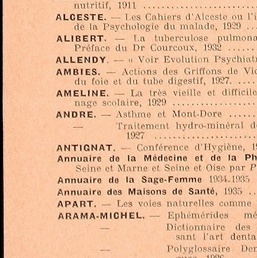 nutritif, 1911
ALCESTE. — Les Cahiers d'Alceste ou l'i
de la Psychologie du malade, 1929 ...
ALIBERT. — La tuberculose pulmona
Préface du Dr Courcoux, 1932 ......
ALLENDY. — « Voir Evolution Psychiatr
AMBIES. — Actions des Griffons de Vic
du foie et du tube digestif, 1927.
AMELINE. — La très vieille et difficile
nage scolaire, 1929 ...............
ANDRE. — Asthme et Mont-Dore ......
— Traitement hydro-minéral d
1927 .............
ANTIGNAT. — Conférence d'Hygiène, 1
Annuaire de la Médecine et de la Ph
Seine et Marne et Seine et Oise par P
Annuaire de la Sage-Femme 1934.1935
Annuaire des Maisons de Santé, 1935 ..
APART. — Les voies naturelles comme
ARAMA-MICHEL. — Ephémérides mé
— Dictionnaire des
sant l'art denta
— Polyglossaire Den